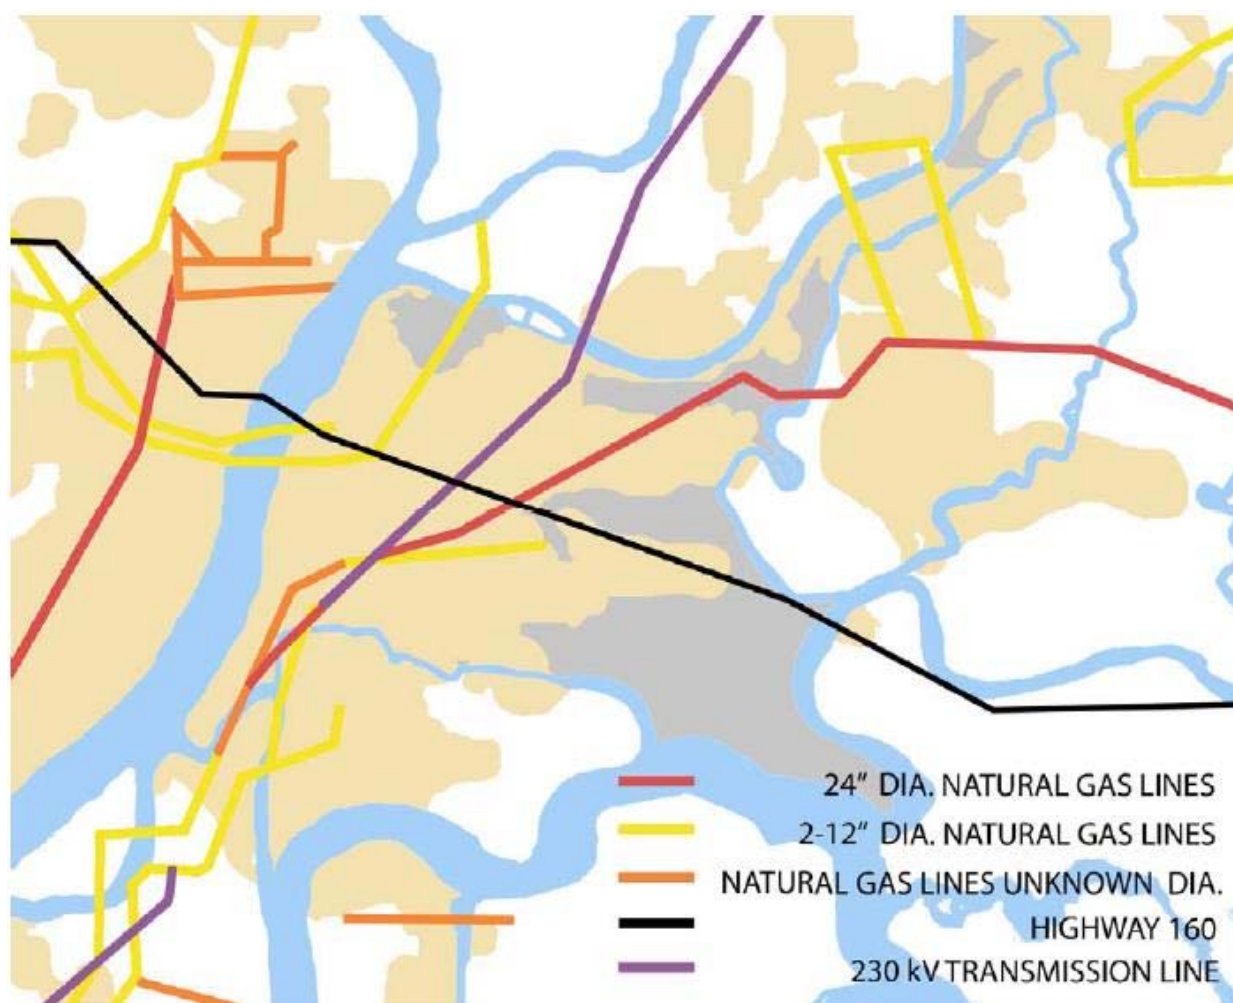 24" DIA. NATURAL GAS LINES
2-12" DIA. NATURAL GAS LINES
NATURAL GAS LINES UNKNOWN DIA.
HIGHWAY 160
230 kV TRANSMISSION LINE